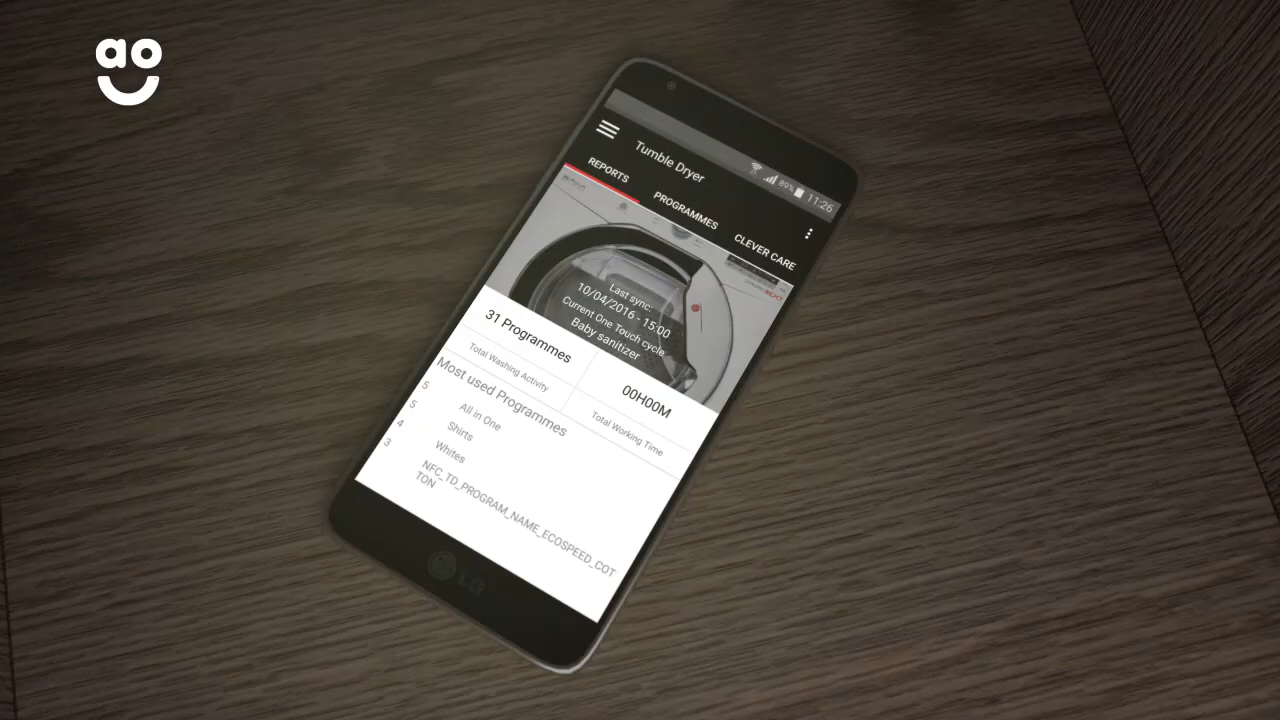 ao
89% 11:26
Tumble Dryer
REPORTS PROGRAMMES CLEVER CARE
Last sync:
10/04/2016 - 15:00
Current One Touch cycle
Baby sanitizer
31 Programmes
Total Washing Activity
00H00M
Total Working Time
Most used Programmes
5 All in One
5 Shirts
4 Whites
3 NFC_TD_PROGRAM_NAME_ECOSPEED_COT
TON
LG